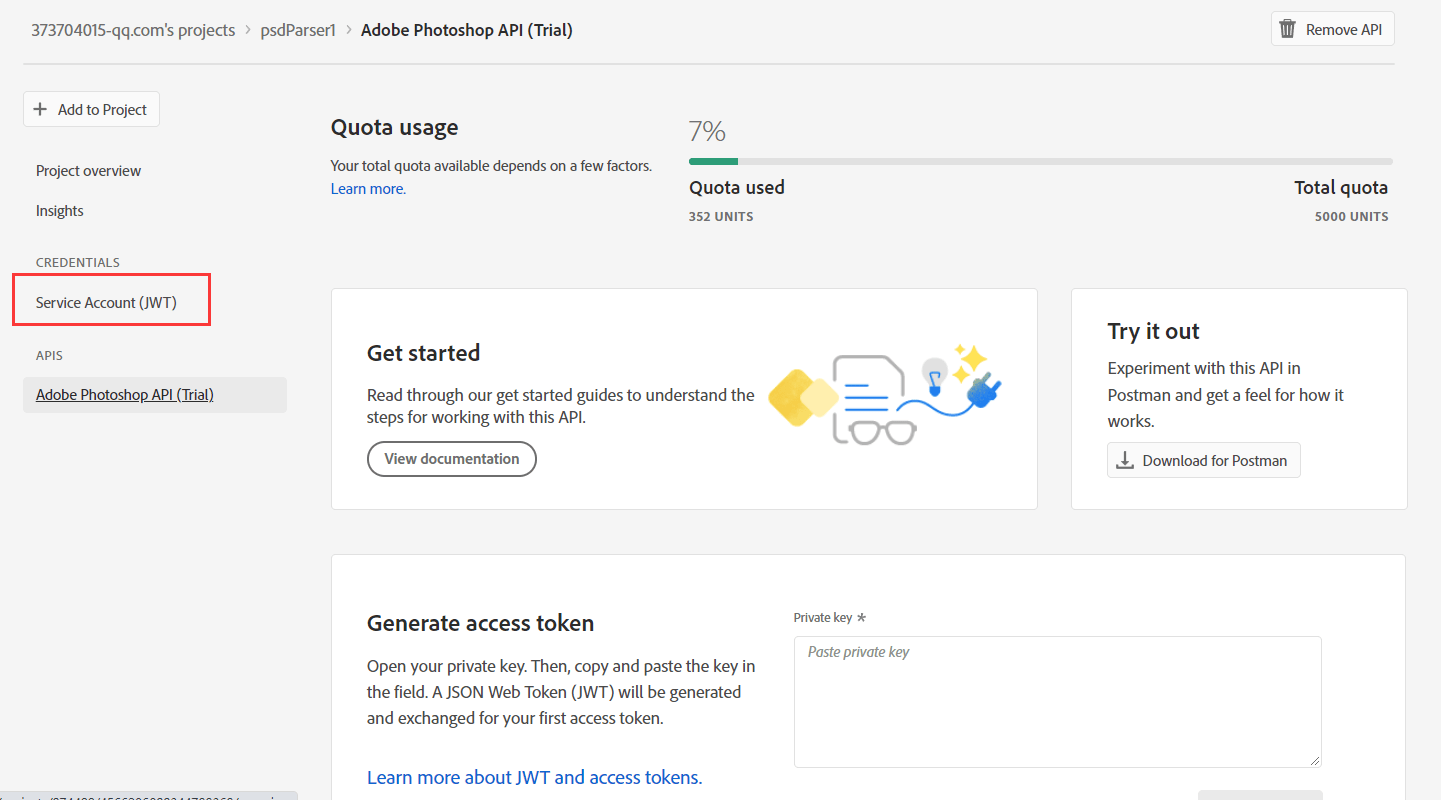 373704015-qq.com's projects > psdParser1 > Adobe Photoshop API (Trial)
Remove API
+ Add to Project
Project overview
Insights
CREDENTIALS
Service Account (JWT)
APIS
Adobe Photoshop API (Trial)
Quota usage
Your total quota available depends on a few factors.
Learn more.
7%
Quota used
Total quota
352 UNITS
5000 UNITS
Get started
Read through our get started guides to understand the
steps for working with this API.
View documentation
Try it out
Experiment with this API in
Postman and get a feel for how it
works.
Download for Postman
Generate access token
Open your private key. Then, copy and paste the key in
the field. A JSON Web Token (JWT) will be generated
and exchanged for your first access token.
Learn more about JWT and access tokens.
Private key *
Paste private key